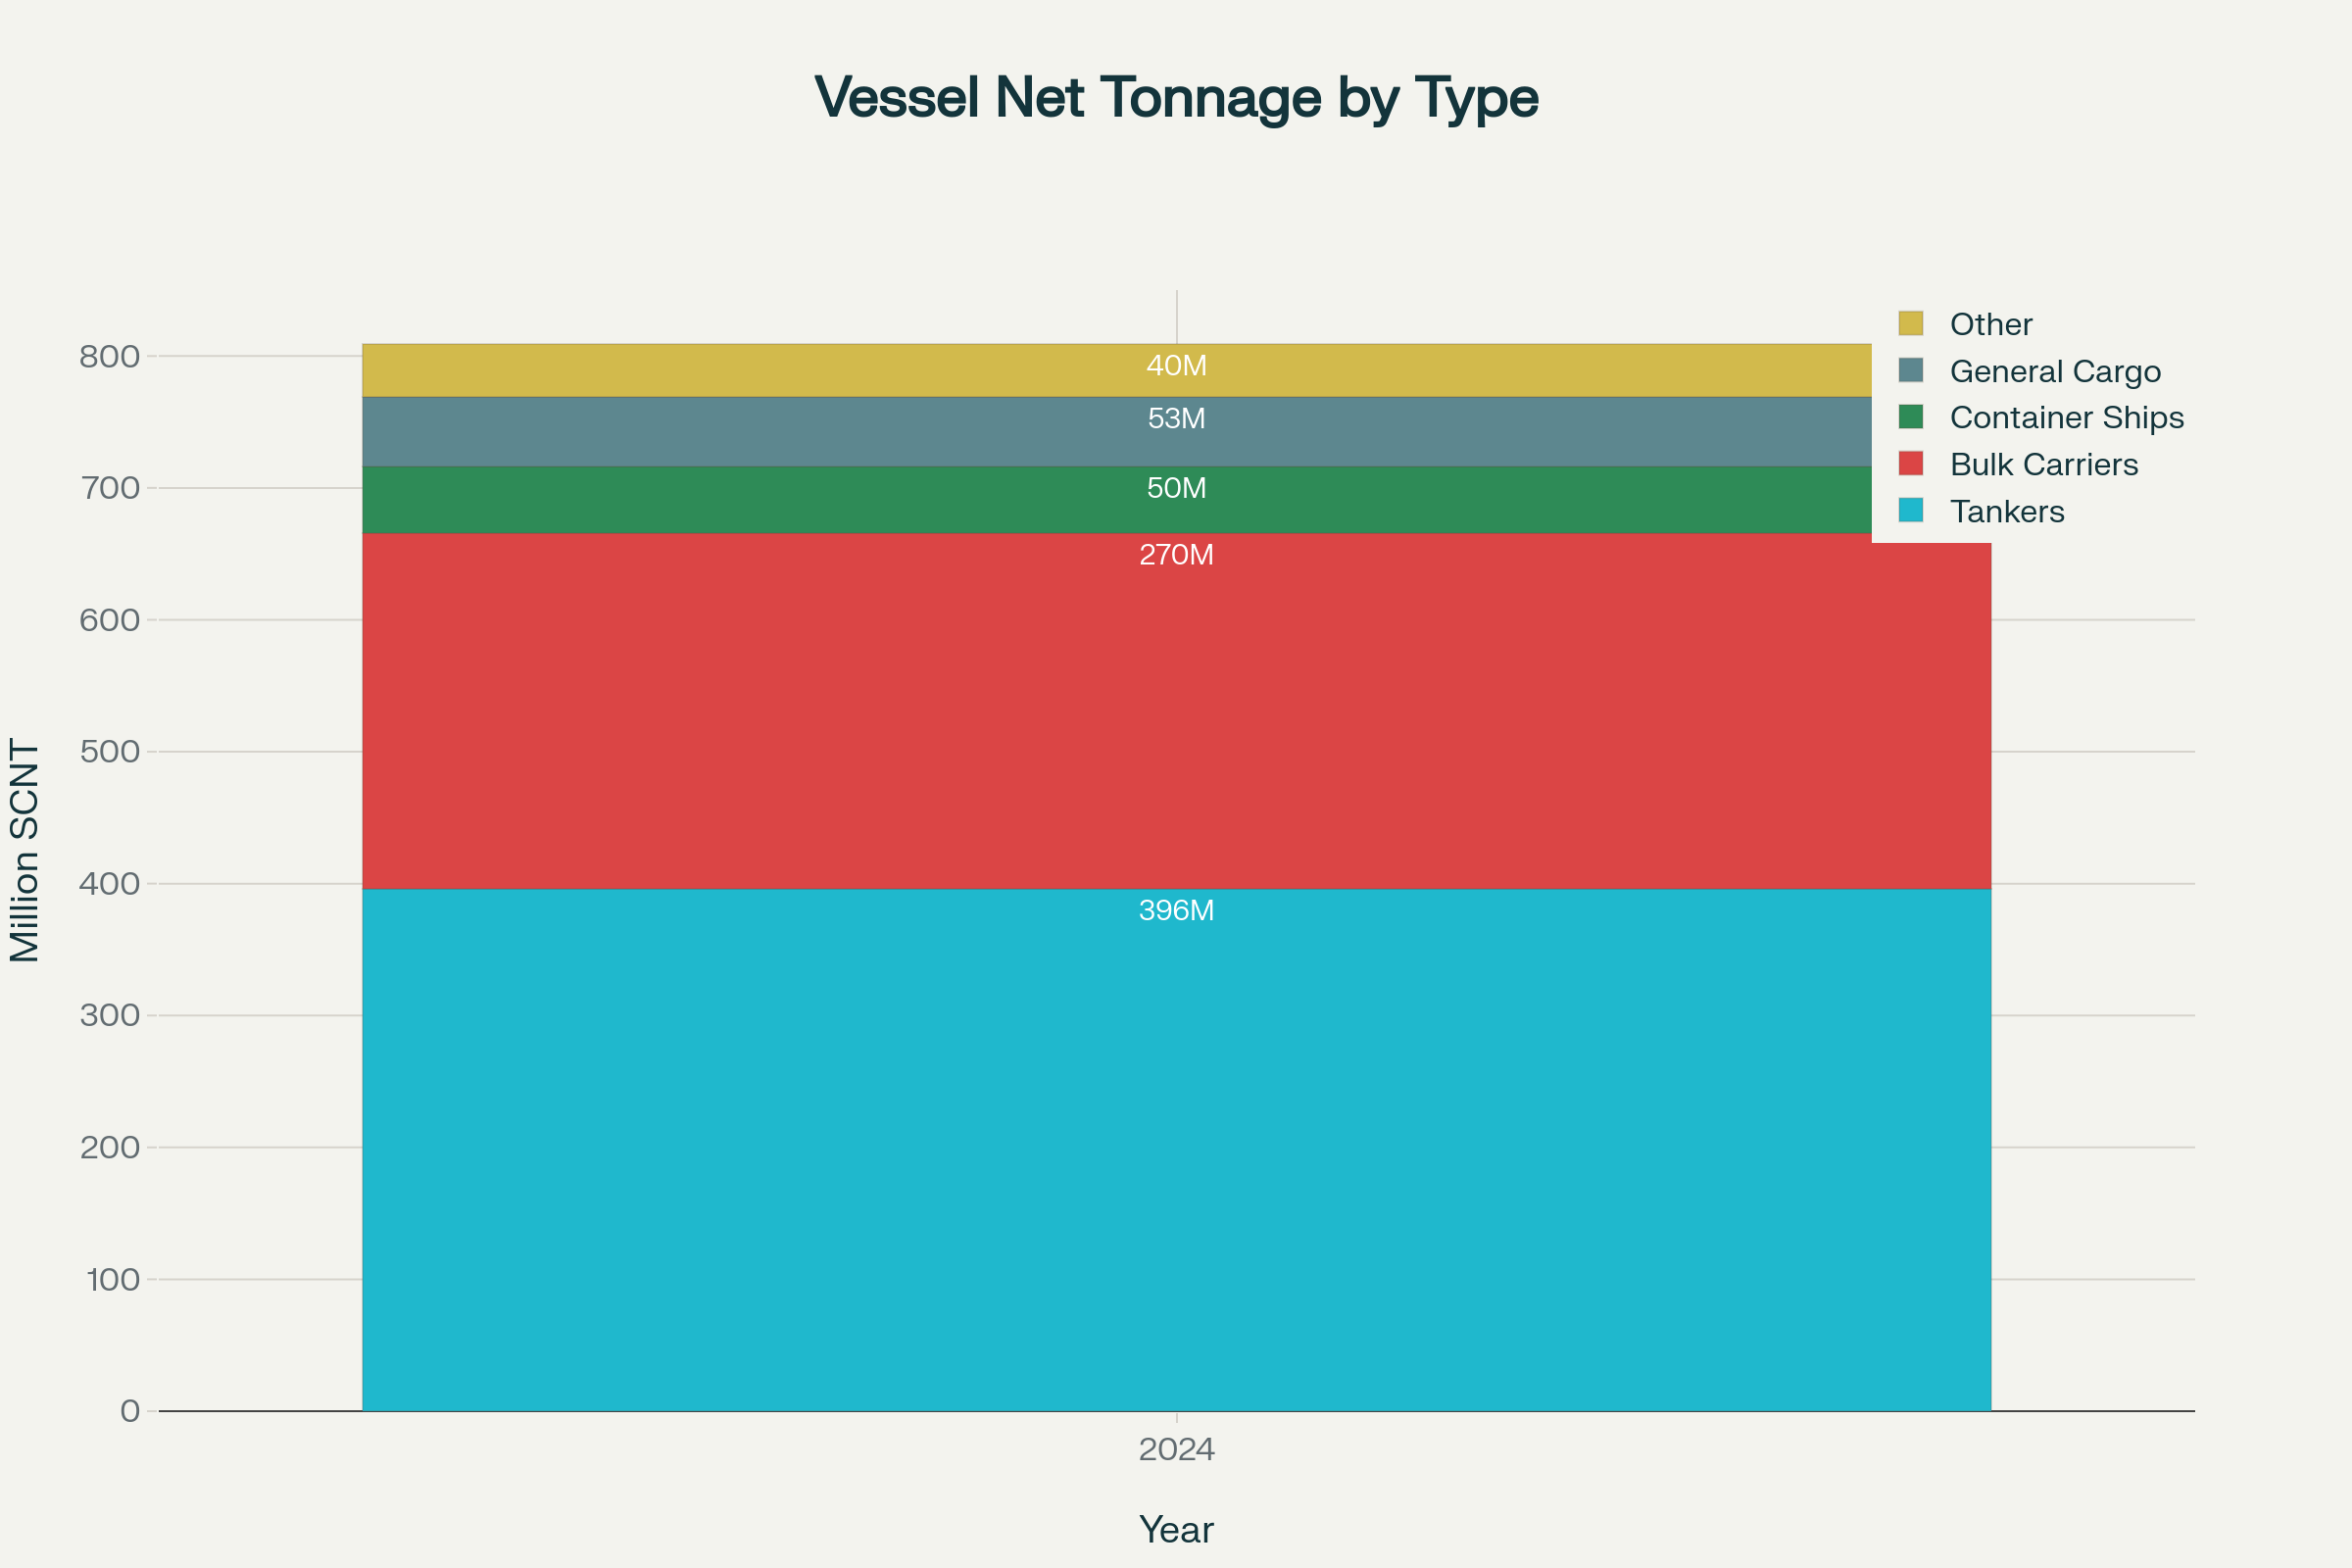 Vessel Net Tonnage by Type
Million SCNT
800
700
600
500
400
300
200
100
0
40M
53M
50M
270M
396M
Other
General Cargo
Container Ships
Bulk Carriers
Tankers
2024
Year